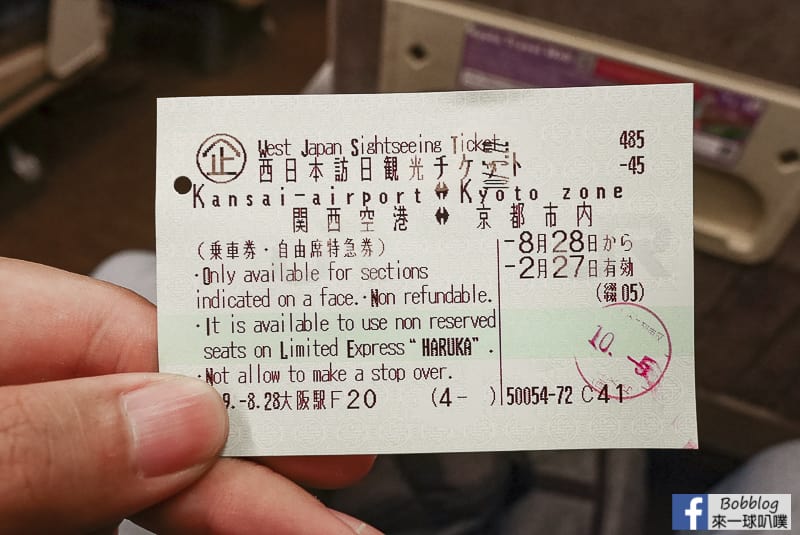 企 West Japan Sightseeing Ticket 485
西日本訪日観光チケット -45
Kansai-airport ⇔ Kyoto zone
関西空港 ⇔ 京都市内
(乗車券・自由席特急券) -8月28日から
・Only available for sections -2月27日有効
indicated on a face.・Non refundable. (綴05)
・It is available to use non reserved
seats on Limited Express“HARUKA”.
10.-5
・Not allow to make a stop over.
9.-8.28大阪駅F20 (4- ) 50054-72 C41
f Bobblog
來一球叭噗